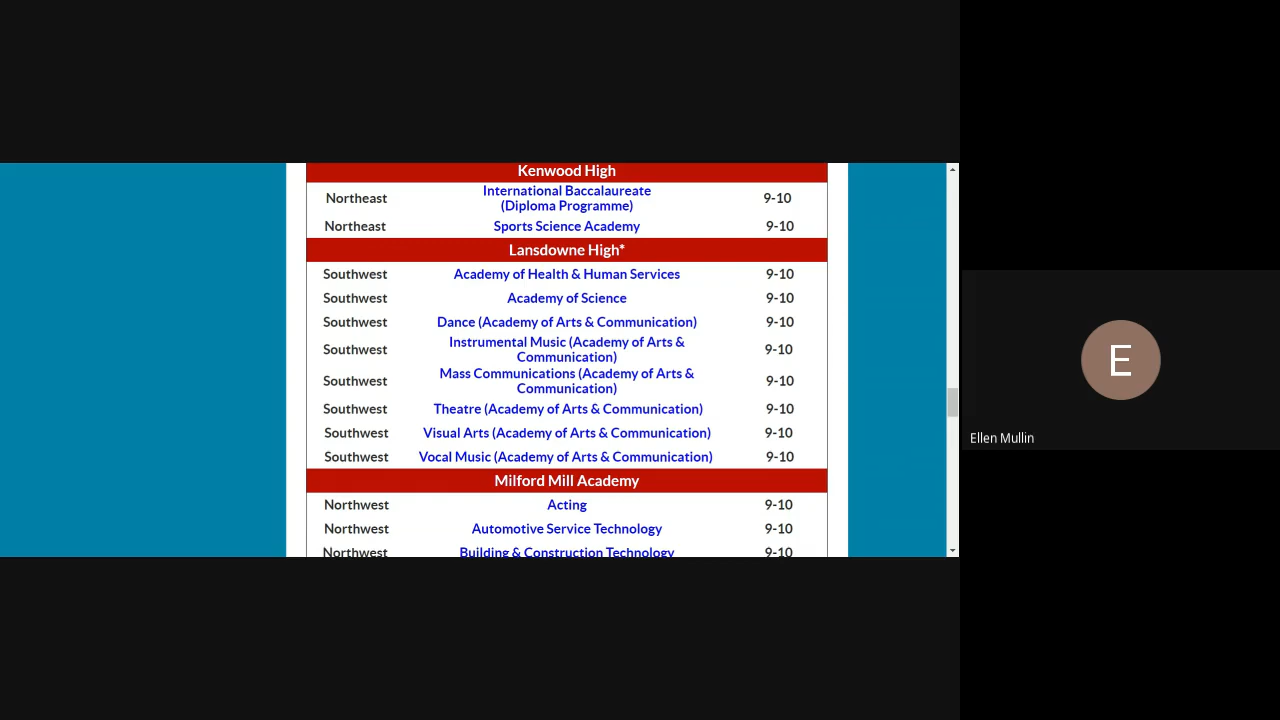 Kenwood High
Northeast International Baccalaureate (Diploma Programme) 9-10
Northeast Sports Science Academy 9-10
Lansdowne High*
Southwest Academy of Health & Human Services 9-10
Southwest Academy of Science 9-10
Southwest Dance (Academy of Arts & Communication) 9-10
Southwest Instrumental Music (Academy of Arts & Communication) 9-10
Southwest Mass Communications (Academy of Arts & Communication) 9-10
Southwest Theatre (Academy of Arts & Communication) 9-10
Southwest Visual Arts (Academy of Arts & Communication) 9-10
Southwest Vocal Music (Academy of Arts & Communication) 9-10
Milford Mill Academy
Northwest Acting 9-10
Northwest Automotive Service Technology 9-10
Northwest Building & Construction Technology 9-10
E
Ellen Mullin